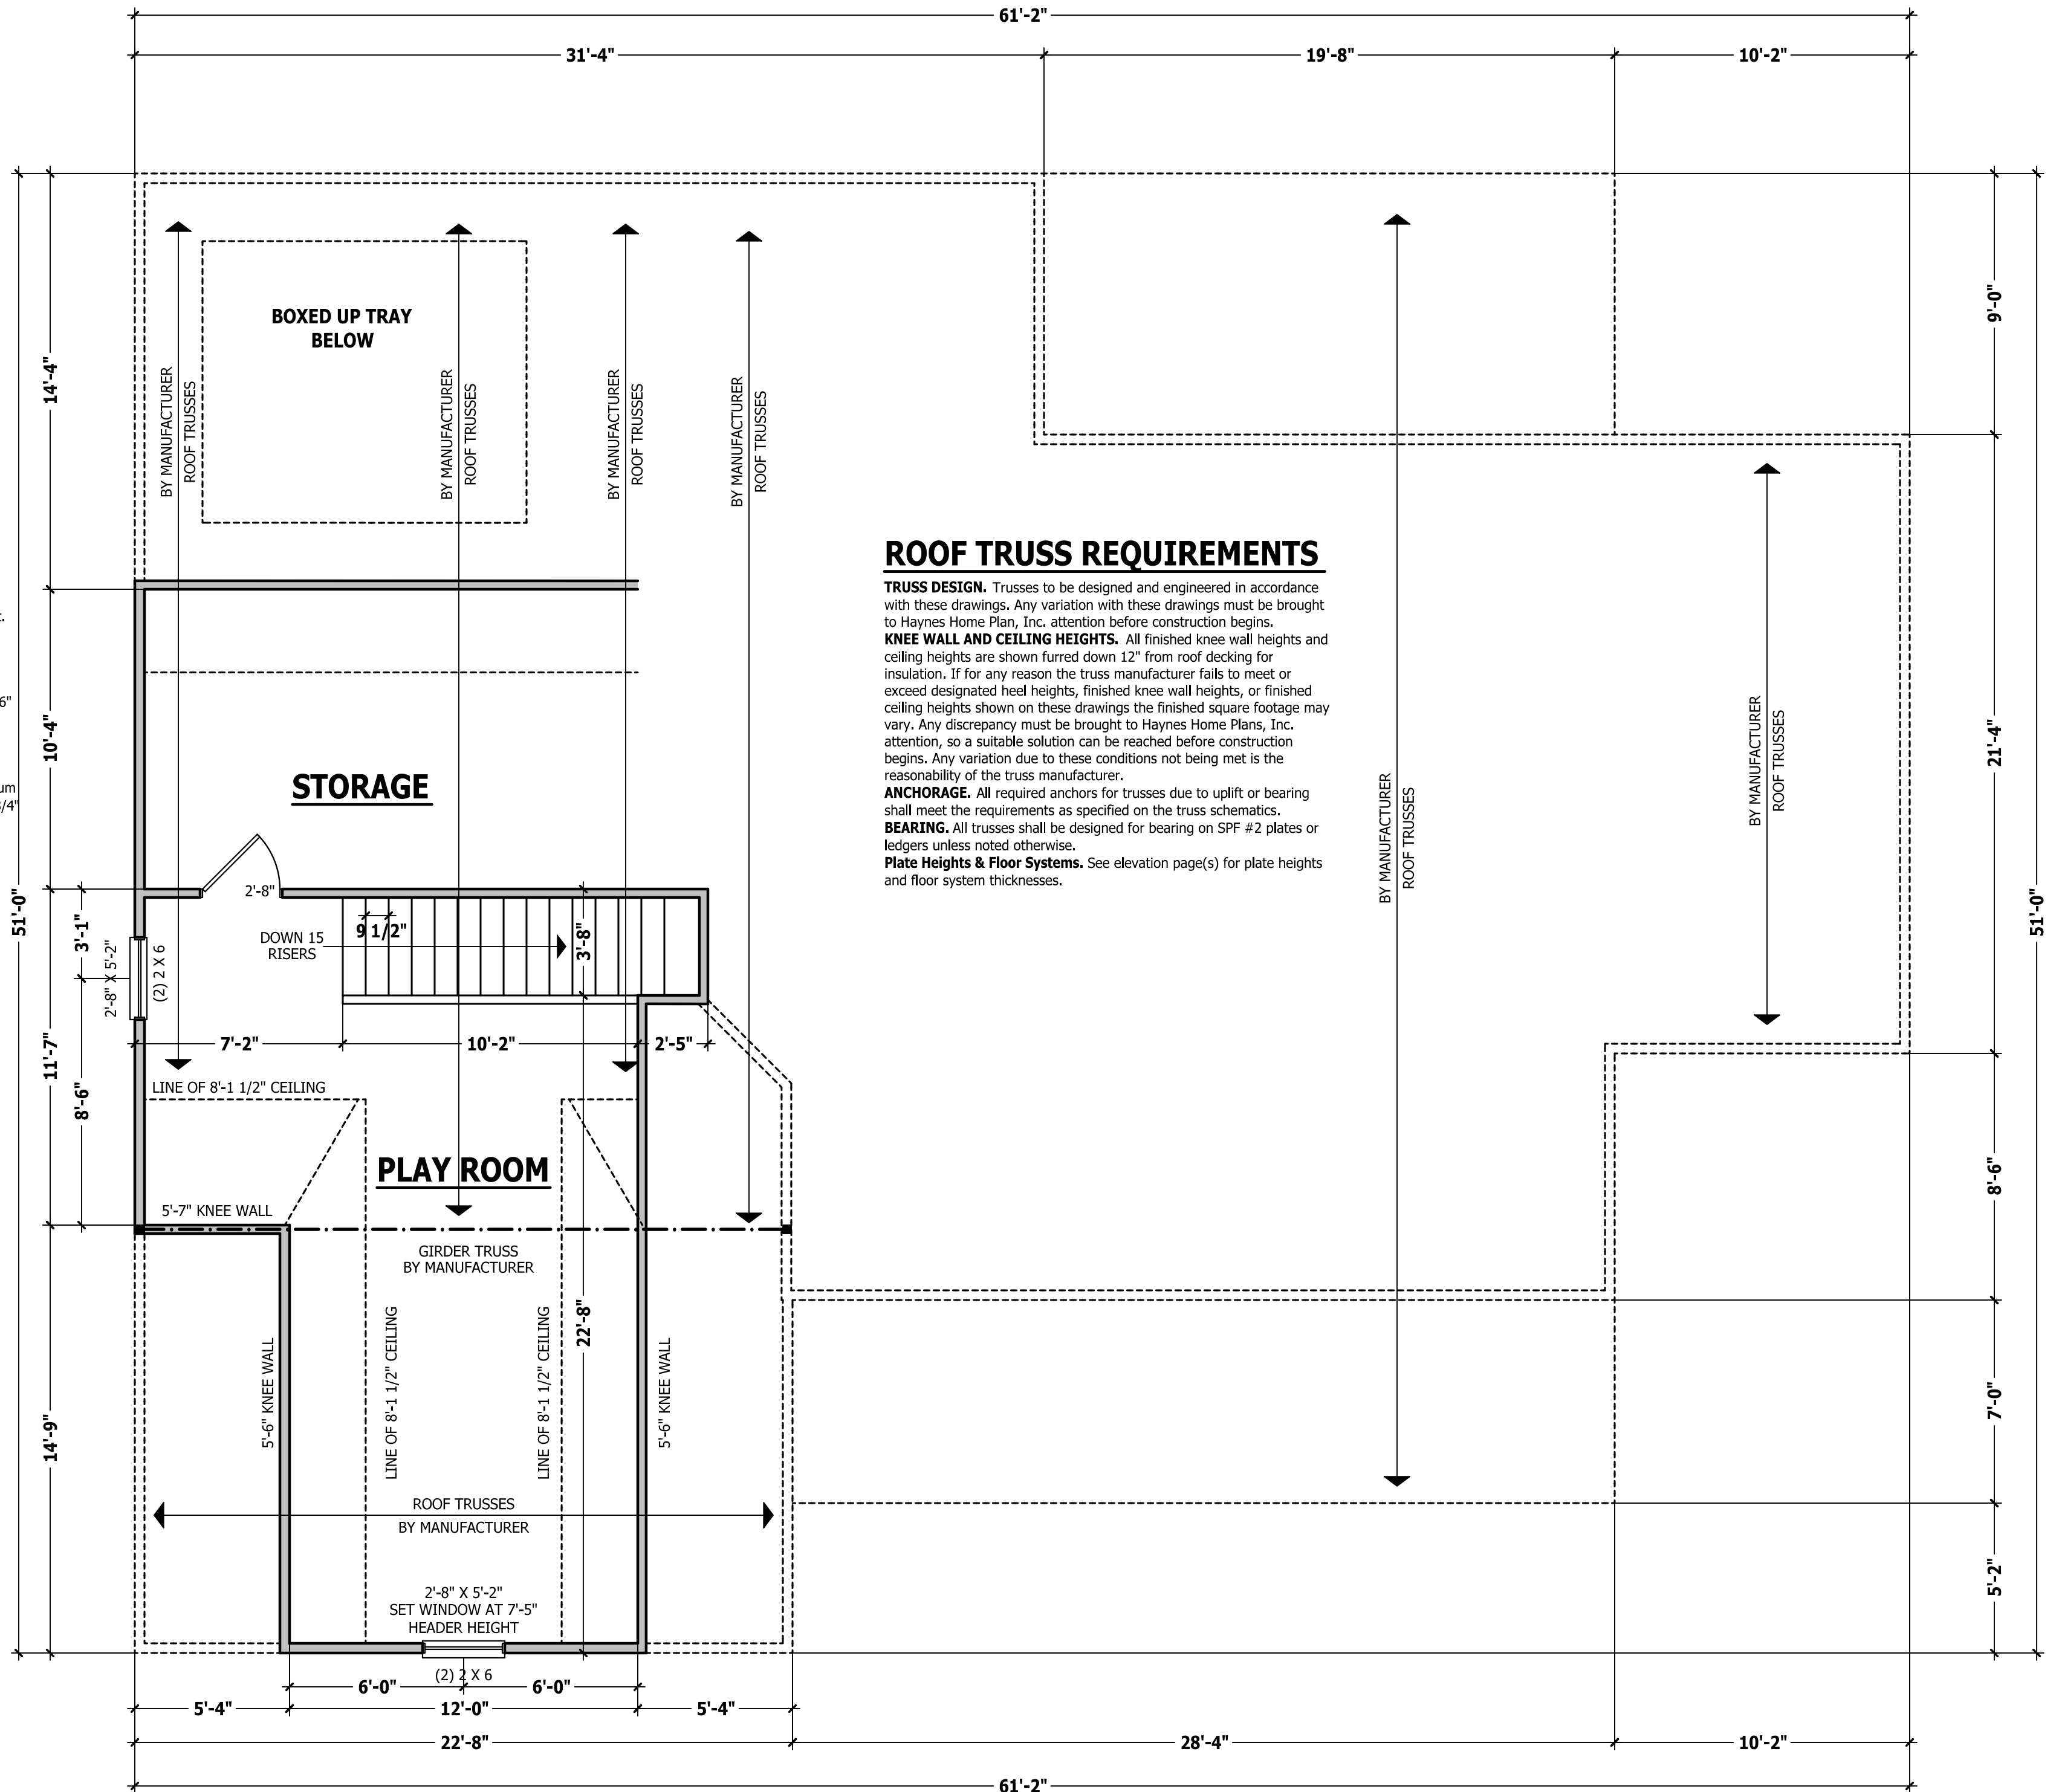 61'-2"
31'-4"
19'-8"
10'-2"
BOXED UP TRAY
BELOW
14'-4"
9'-0"
BY MANUFACTURER
ROOF TRUSSES
BY MANUFACTURER
ROOF TRUSSES
BY MANUFACTURER
ROOF TRUSSES
BY MANUFACTURER
ROOF TRUSSES
ROOF TRUSS REQUIREMENTS
TRUSS DESIGN. Trusses to be designed and engineered in accordance
with these drawings. Any variation with these drawings must be brought
to Haynes Home Plan, Inc. attention before construction begins.
KNEE WALL AND CEILING HEIGHTS. All finished knee wall heights and
ceiling heights are shown furred down 12" from roof decking for
insulation. If for any reason the truss manufacturer fails to meet or
exceed designated heel heights, finished knee wall heights, or finished
ceiling heights shown on these drawings the finished square footage may
vary. Any discrepancy must be brought to Haynes Home Plans, Inc.
attention, so a suitable solution can be reached before construction
begins. Any variation due to these conditions not being met is the
reasonability of the truss manufacturer.
ANCHORAGE. All required anchors for trusses due to uplift or bearing
shall meet the requirements as specified on the truss schematics.
BEARING. All trusses shall be designed for bearing on SPF #2 plates or
ledgers unless noted otherwise.
Plate Heights & Floor Systems. See elevation page(s) for plate heights
and floor system thicknesses.
6"
3/4"
10'-4"
STORAGE
BY MANUFACTURER
ROOF TRUSSES
BY MANUFACTURER
ROOF TRUSSES
21'-4"
51'-0"
51'-0"
2'-8"
3'-1"
2'-8" X 5'-2"
(2) 2 X 6
DOWN 15
RISERS
9 1/2"
3'-8"
7'-2"
10'-2"
2'-5"
11'-7"
8'-6"
LINE OF 8'-1 1/2" CEILING
PLAY ROOM
5'-7" KNEE WALL
8'-6"
GIRDER TRUSS
BY MANUFACTURER
22'-8"
5'-6" KNEE WALL
LINE OF 8'-1 1/2" CEILING
LINE OF 8'-1 1/2" CEILING
5'-6" KNEE WALL
14'-9"
7'-0"
ROOF TRUSSES
BY MANUFACTURER
5'-2"
2'-8" X 5'-2"
SET WINDOW AT 7'-5"
HEADER HEIGHT
(2) 2 X 6
6'-0"
6'-0"
5'-4"
12'-0"
5'-4"
22'-8"
28'-4"
10'-2"
61'-2"